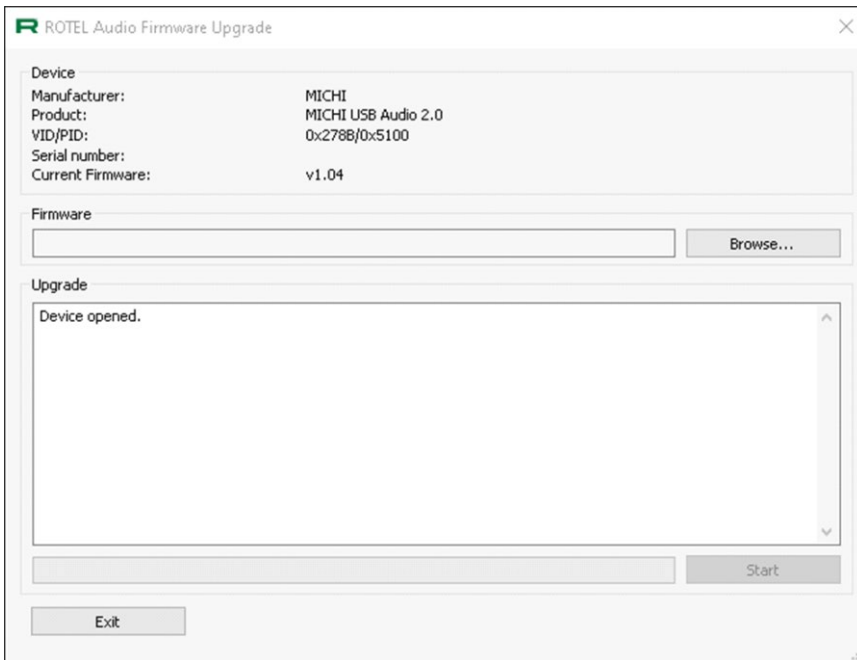 R ROTEL Audio Firmware Upgrade
Device
Manufacturer: MICHI
Product: MICHI USB Audio 2.0
VID/PID: 0x278B/0x5100
Serial number:
Current Firmware: v1.04
Firmware
Browse...
Upgrade
Device opened.
Start
Exit